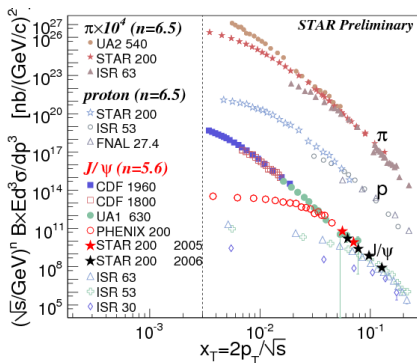 STAR Preliminary
π×10⁴ (n=6.5)
UA2 540
STAR 200
ISR 63
proton (n=6.5)
STAR 200
ISR 53
FNAL 27.4
J/ψ (n=5.6)
CDF 1960
CDF 1800
UA1 630
PHENIX 200
STAR 200 2005
STAR 200 2006
ISR 63
ISR 53
ISR 30
π
p
J/ψ
10²⁷
10²⁴
10²¹
10²⁰
10¹⁷
10¹⁴
10¹¹
10⁸
10⁵
(√s/GeV)ⁿ B×Ed³σ/dp³ [nb/(GeV/c)²]
10⁻³
10⁻²
10⁻¹
x_T=2p_T/√s